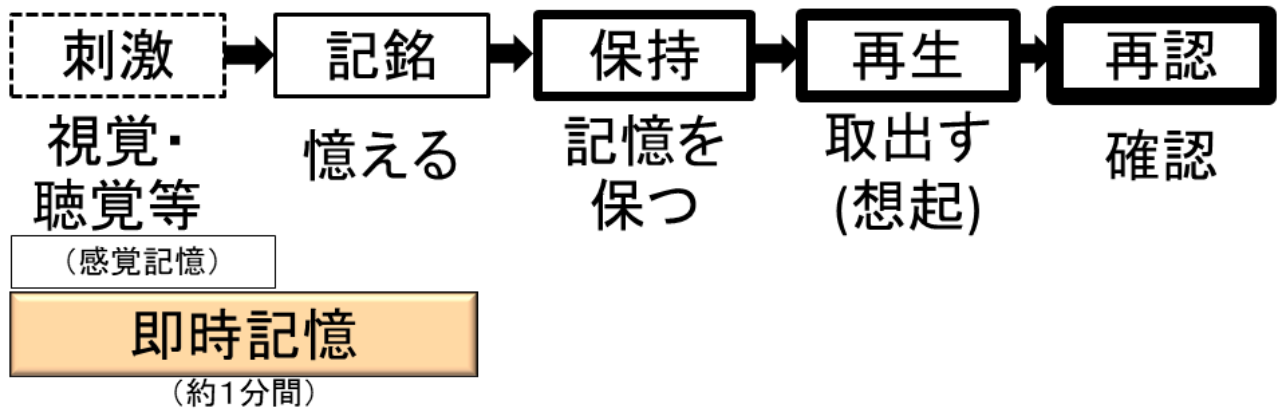 刺激
記銘
保持
再生
再認
視覚・
聴覚等
憶える
記憶を
保つ
取出す
(想起)
確認
（感覚記憶）
即時記憶
（約１分間）